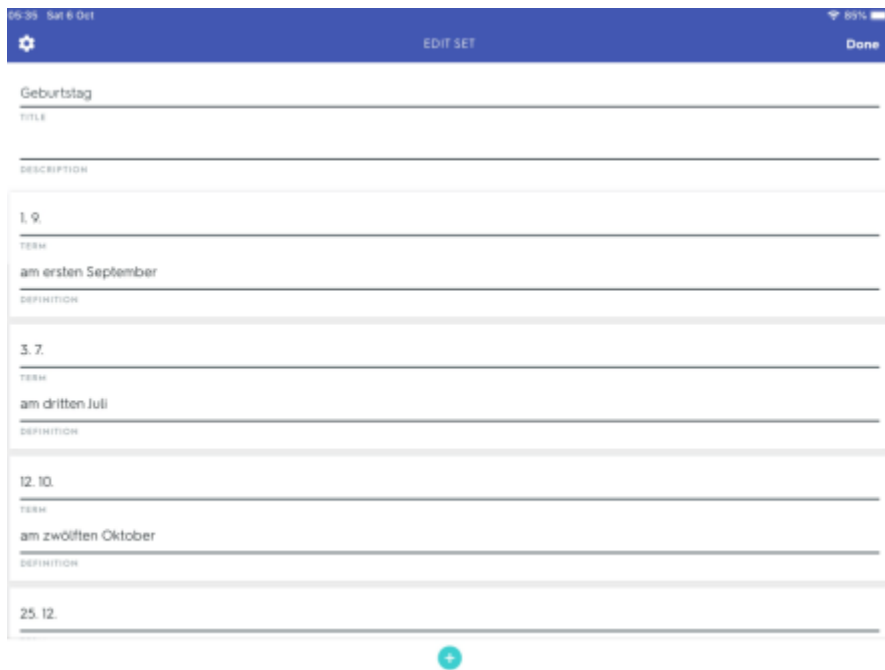 05:35 Sat 6 Oct 85%
EDIT SET
Done
Geburtstag
TITLE
DESCRIPTION
1. 9.
TERM
am ersten September
DEFINITION
3. 7.
TERM
am dritten Juli
DEFINITION
12. 10.
TERM
am zwölften Oktober
DEFINITION
25. 12.